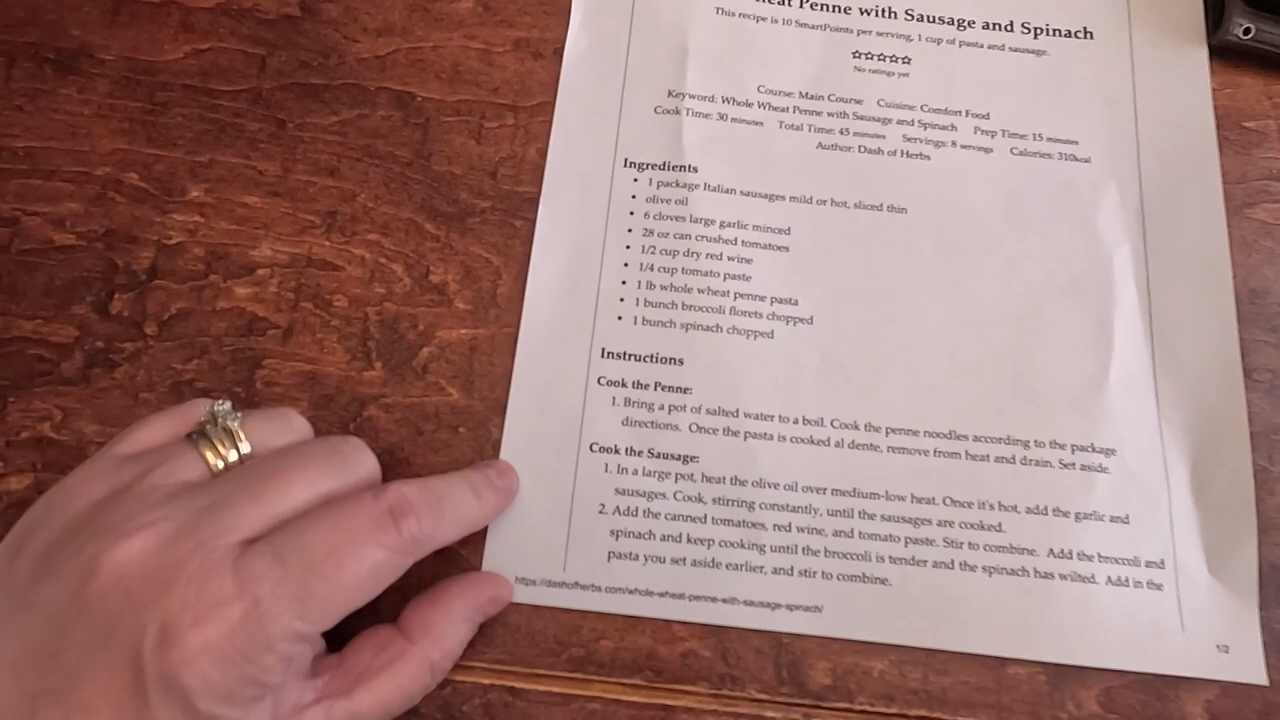 Penne with Sausage and Spinach
This recipe is 10 SmartPoints per serving, 1 cup of pasta and sausage.
No ratings yet
Course: Main Course Cuisine: Comfort Food
Keyword: Whole Wheat Penne with Sausage and Spinach Prep Time: 15 minutes
Cook Time: 30 minutes Total Time: 45 minutes Servings: 8 servings Calories: 310kcal
Author: Dash of Herbs
Ingredients
• 1 package Italian sausages mild or hot, sliced thin
• olive oil
• 6 cloves large garlic minced
• 28 oz can crushed tomatoes
• 1/2 cup dry red wine
• 1/4 cup tomato paste
• 1 lb whole wheat penne pasta
• 1 bunch broccoli florets chopped
• 1 bunch spinach chopped
Instructions
Cook the Penne:
1. Bring a pot of salted water to a boil. Cook the penne noodles according to the package
directions. Once the pasta is cooked al dente, remove from heat and drain. Set aside.
Cook the Sausage:
1. In a large pot, heat the olive oil over medium-low heat. Once it's hot, add the garlic and
sausages. Cook, stirring constantly, until the sausages are cooked.
2. Add the canned tomatoes, red wine, and tomato paste. Stir to combine. Add the broccoli and
spinach and keep cooking until the broccoli is tender and the spinach has wilted. Add in the
pasta you set aside earlier, and stir to combine.
https://dashofherbs.com/whole-wheat-penne-with-sausage-spinach/
1/2